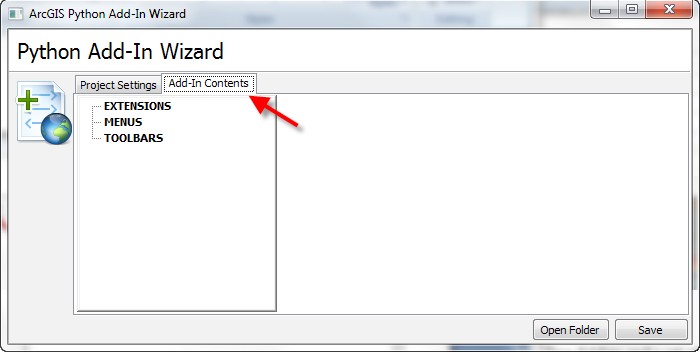 ArcGIS Python Add-In Wizard
Python Add-In Wizard
Project Settings
Add-In Contents
EXTENSIONS
MENUS
TOOLBARS
Open Folder
Save